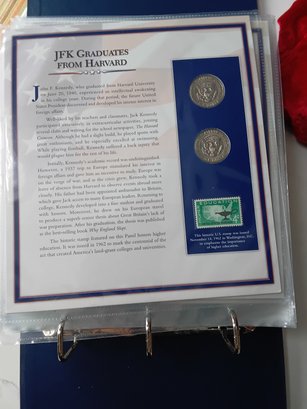 JFK GRADUATES
FROM HARVARD
John F. Kennedy, who graduated from Harvard University
on June 20, 1940, experienced an intellectual awakening
in his college years. During that period, the future United
States President discovered and developed his intense interest in
foreign affairs.
Well-liked by his teachers and classmates, Jack Kennedy
participated extensively in extracurricular activities, joining
several clubs and writing for the school newspaper, The Harvard
Crimson. Although he had a slight build, he played sports with
great enthusiasm, and he especially excelled at swimming.
While playing football, Kennedy suffered a back injury that
would plague him for the rest of his life.
Initially, Kennedy's academic record was undistinguished.
However, a 1937 trip to Europe stimulated his interest in
foreign affairs and gave him an incentive to study. Europe was
on the verge of war, and in the crises grew, Kennedy
leave of absence from Harvard to observe events abroad
His father had been appointed ambassador to Britain,
which gave Jack access to many European leaders. Returning to
college, Kennedy developed into a fine student and graduated
with honors. Moreover, he drew on his European travel
to produce a superb senior thesis about Great Britain's lack of
war preparedness. After his graduation, the thesis was published
as the best-selling book Why England Slept.
The historic stamp featured on this Panel honors higher
education. It was issued in 1962 to mark the centennial of the
act that created America's land-grant colleges and universities.
This historic U.S. stamp was issued
November 14, 1962 in Washington, DC
to emphasize the importance
of higher education.